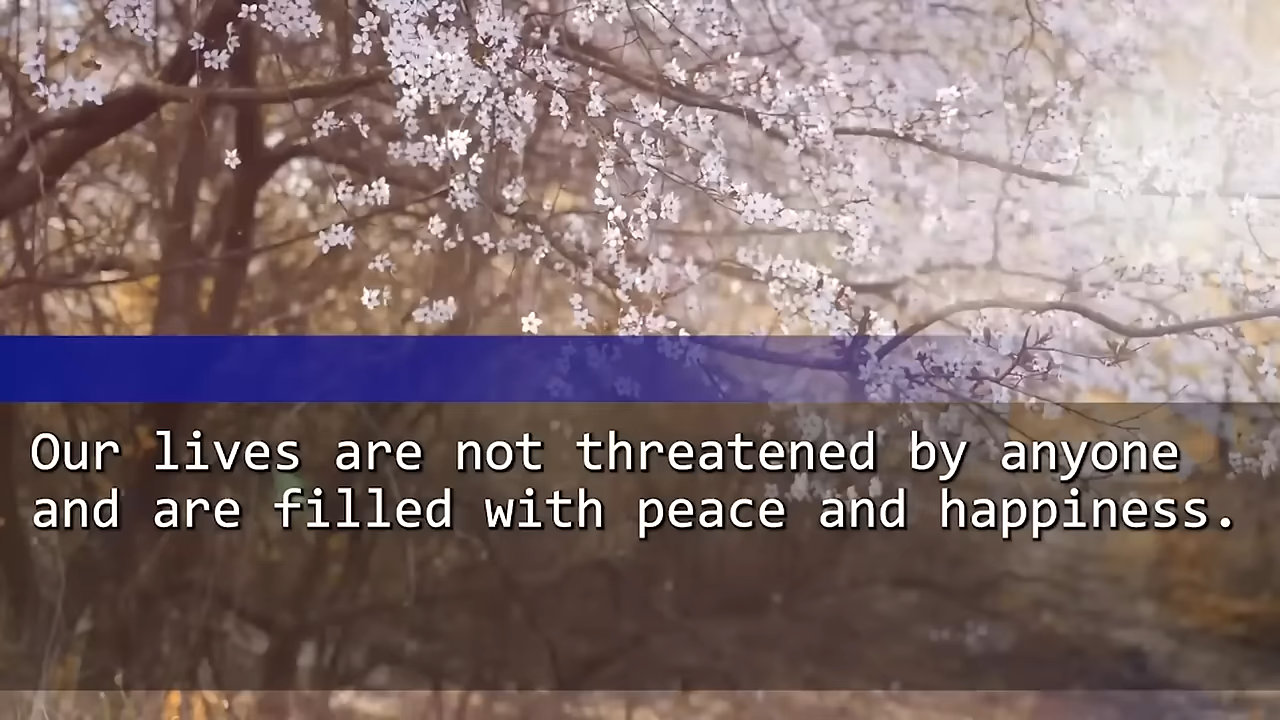 Our lives are not threatened by anyone
and are filled with peace and happiness.